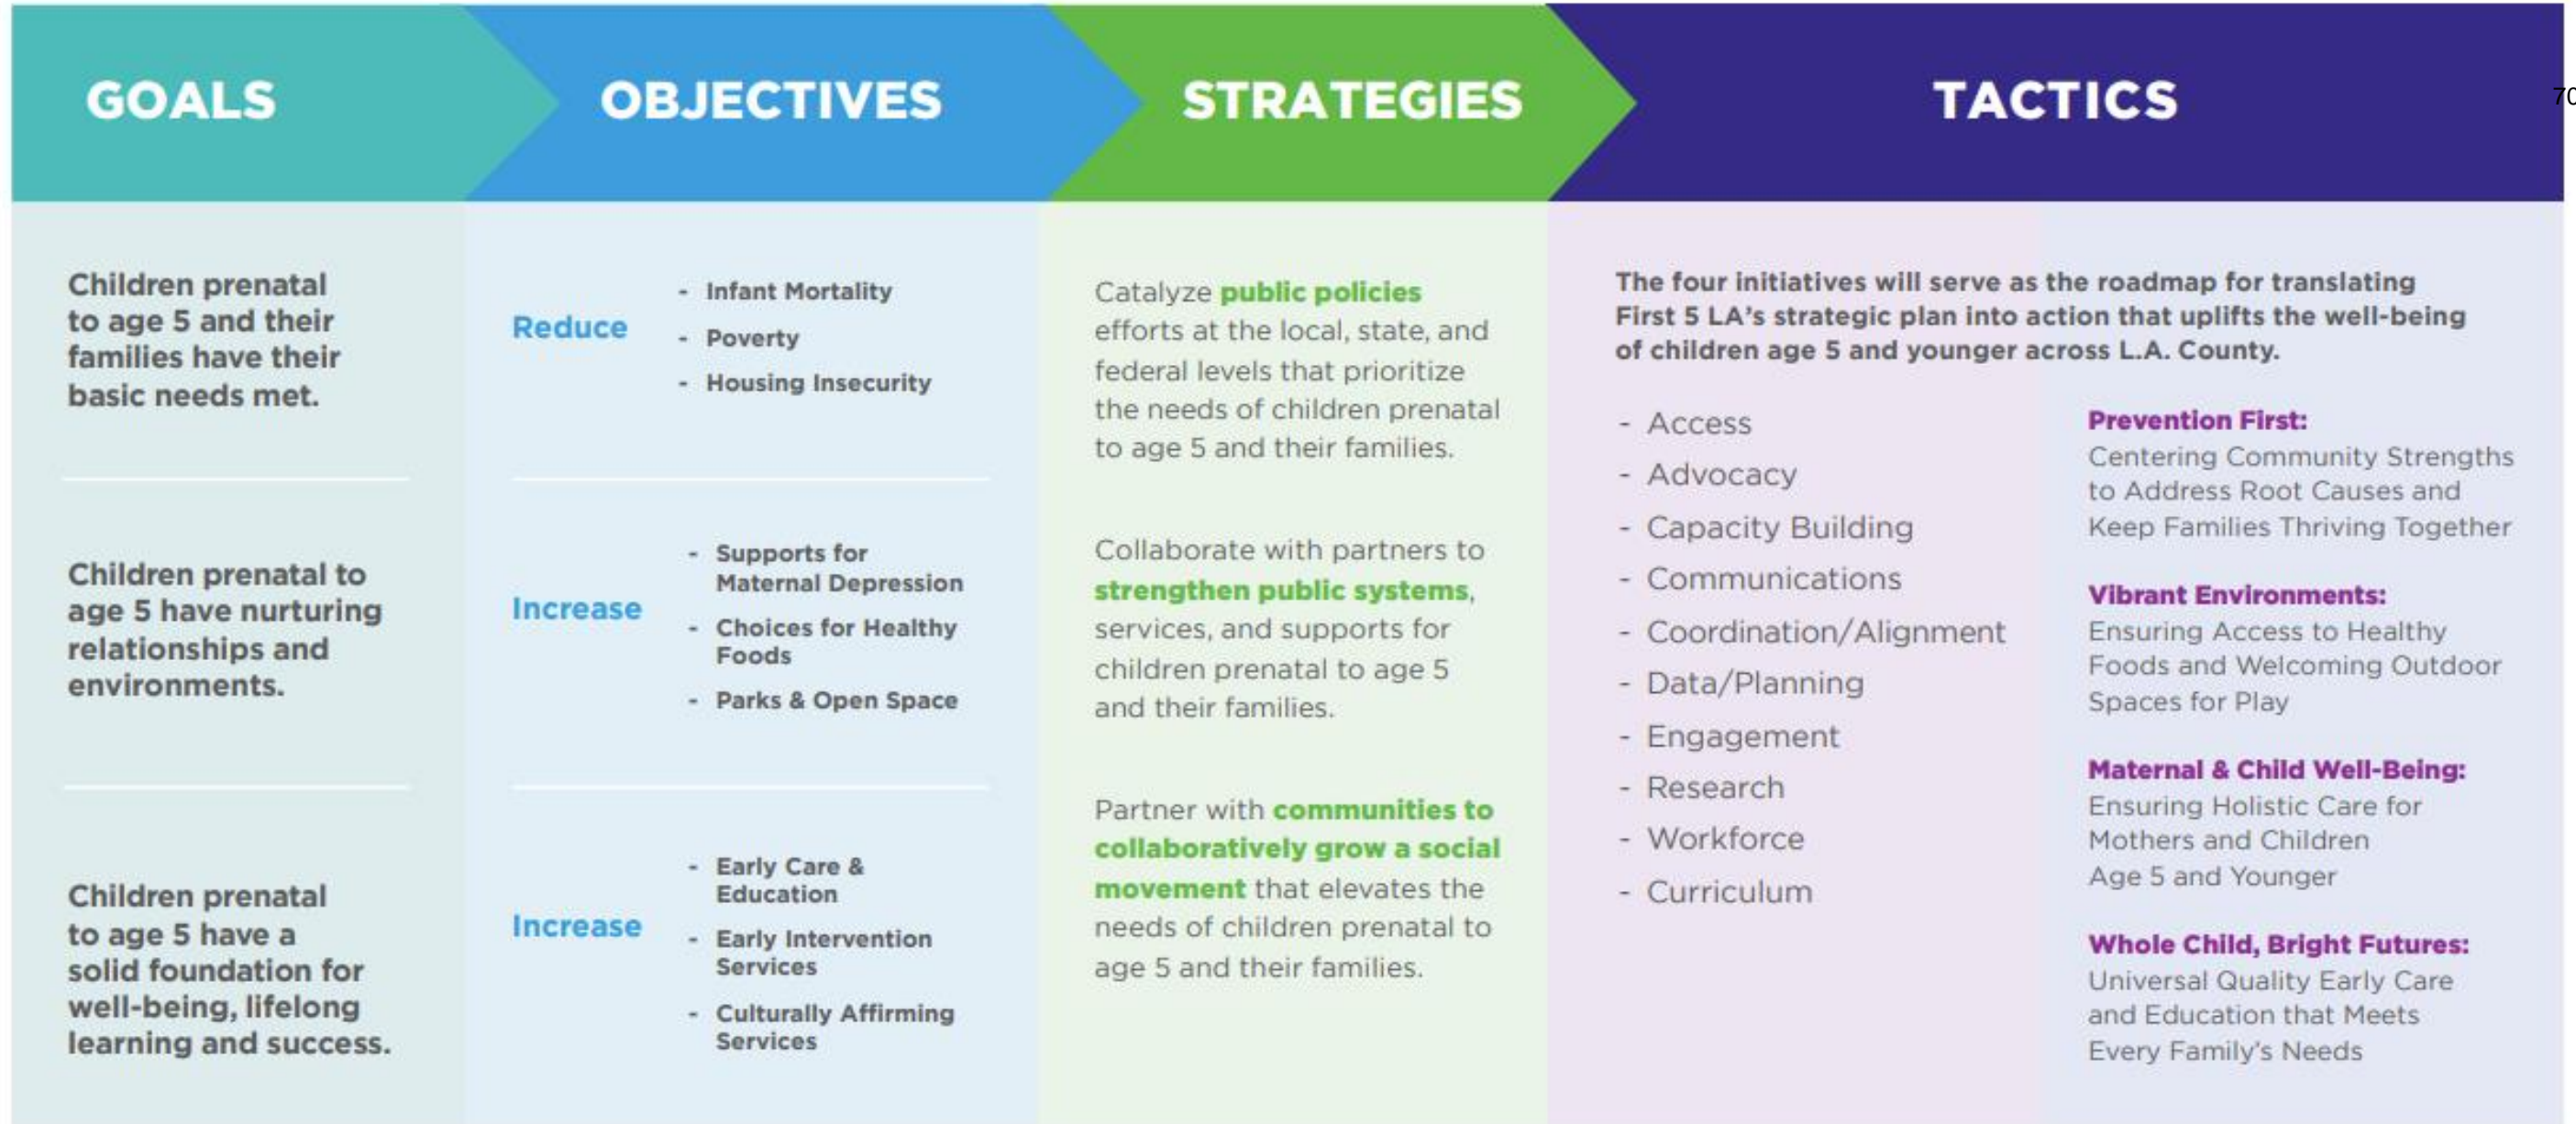 GOALS
OBJECTIVES
STRATEGIES
TACTICS
70
Children prenatal
to age 5 and their
families have their
basic needs met.
Children prenatal to
age 5 have nurturing
relationships and
environments.
Children prenatal
to age 5 have a
solid foundation for
well-being, lifelong
learning and success.
Reduce
- Infant Mortality
- Poverty
- Housing Insecurity
Increase
- Supports for
Maternal Depression
- Choices for Healthy
Foods
- Parks & Open Space
Increase
- Early Care &
Education
- Early Intervention
Services
- Culturally Affirming
Services
Catalyze public policies
efforts at the local, state, and
federal levels that prioritize
the needs of children prenatal
to age 5 and their families.
Collaborate with partners to
strengthen public systems,
services, and supports for
children prenatal to age 5
and their families.
Partner with communities to
collaboratively grow a social
movement that elevates the
needs of children prenatal to
age 5 and their families.
The four initiatives will serve as the roadmap for translating
First 5 LA's strategic plan into action that uplifts the well-being
of children age 5 and younger across L.A. County.
- Access
- Advocacy
- Capacity Building
- Communications
- Coordination/Alignment
- Data/Planning
- Engagement
- Research
- Workforce
- Curriculum
Prevention First:
Centering Community Strengths
to Address Root Causes and
Keep Families Thriving Together
Vibrant Environments:
Ensuring Access to Healthy
Foods and Welcoming Outdoor
Spaces for Play
Maternal & Child Well-Being:
Ensuring Holistic Care for
Mothers and Children
Age 5 and Younger
Whole Child, Bright Futures:
Universal Quality Early Care
and Education that Meets
Every Family's Needs